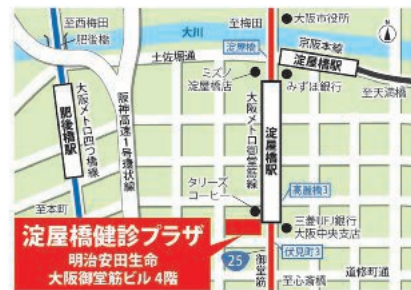 至西梅田
肥後橋
大川
至梅田
大阪市役所
土佐堀通
淀屋橋
京阪本線
淀屋橋駅
ミズノ
淀屋橋店
みずほ銀行
至天満橋
肥後橋駅
大阪メトロ四つ橋線
阪神高速1号環状線
大阪メトロ御堂筋線
淀屋橋駅
高麗橋3
タリーズ
コーヒー
至本町
三菱UFJ銀行
大阪中央支店
淀屋橋健診プラザ
明治安田生命
大阪御堂筋ビル 4階
25
御堂筋
伏見町3
道修町通
至心斎橋
N